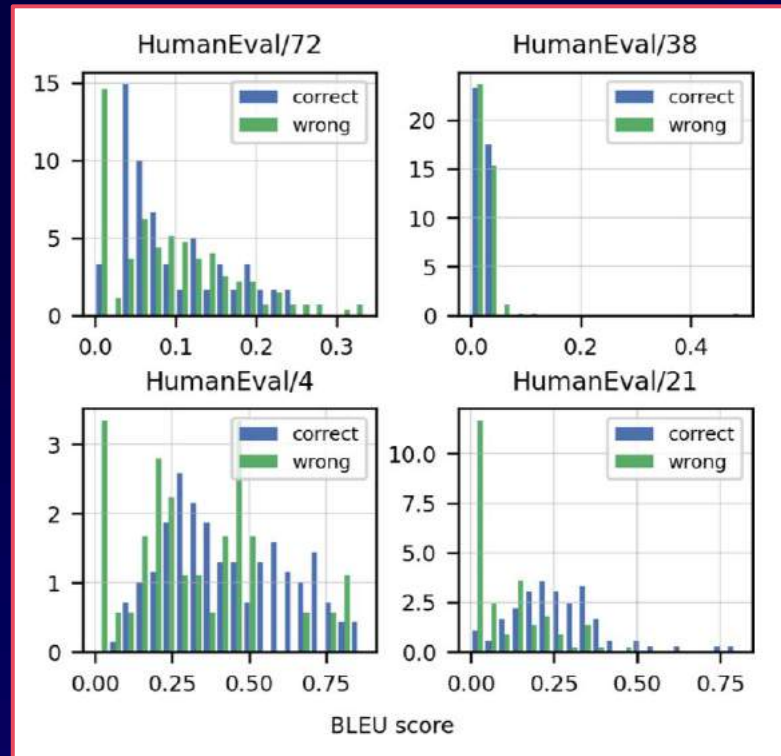 HumanEval/72
15
10
5
0
correct
wrong
0.0 0.1 0.2 0.3
HumanEval/38
20
15
10
5
0
correct
wrong
0.0 0.2 0.4
HumanEval/4
3
2
1
0
correct
wrong
0.00 0.25 0.50 0.75
HumanEval/21
10.0
7.5
5.0
2.5
0.0
correct
wrong
0.00 0.25 0.50 0.75
BLEU score